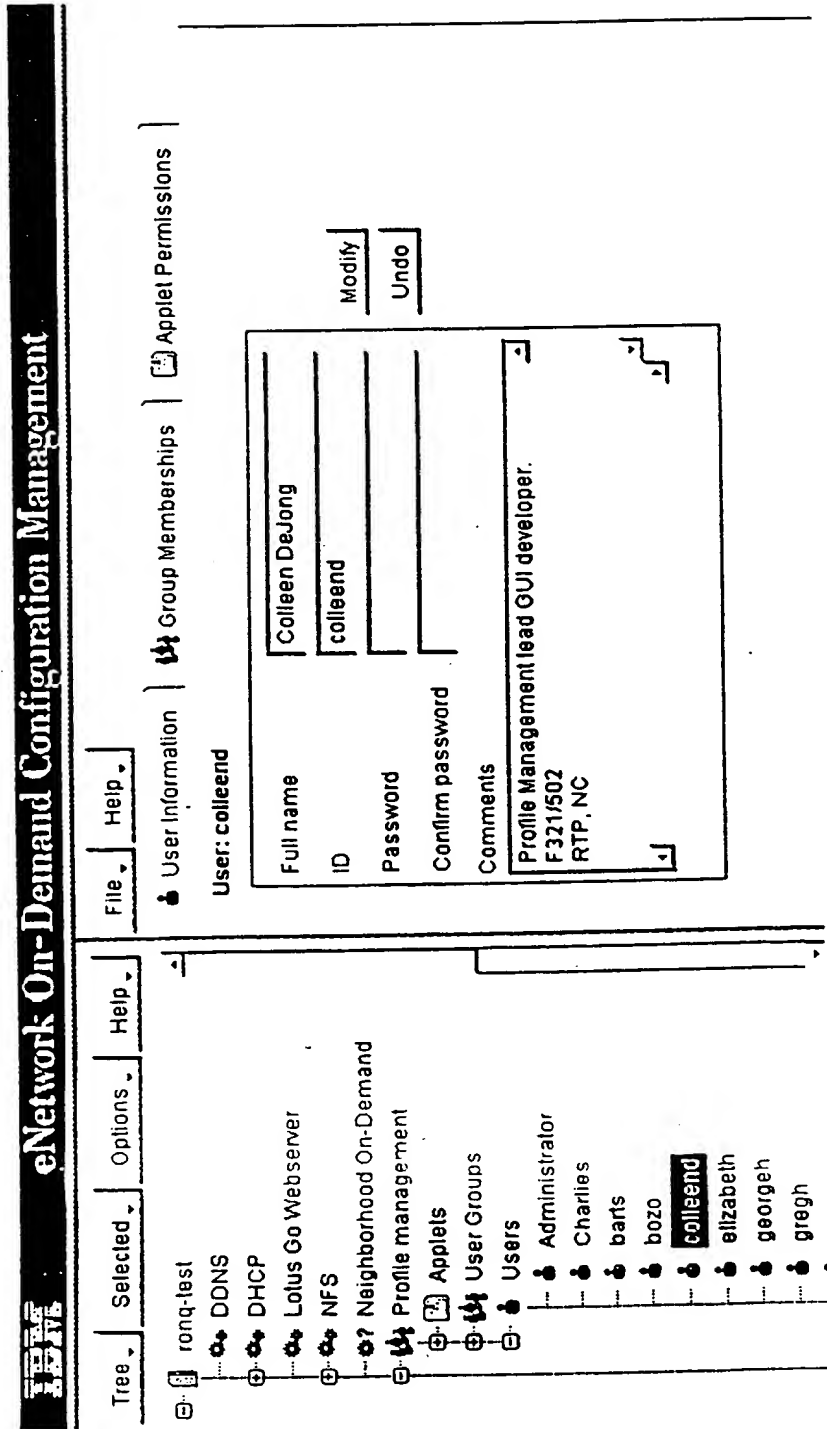 IBM eNetwork On-Demand Configuration Management
Tree Selected Options Help
ronq-test
DDNS
DHCP
Lotus Go Webserver
NFS
? Neighborhood On-Demand
Profile management
Applets
User Groups
Users
Administrator
Charlies
barts
bozo
colleend
elizabeth
georgeh
gregh
File Help
User Information Group Memberships Applet Permissions
User: colleend
Full name Colleen DeJong
ID colleend
Password
Confirm password
Modify
Undo
Comments
Profile Management lead GUI developer.
F321/502
RTP, NC